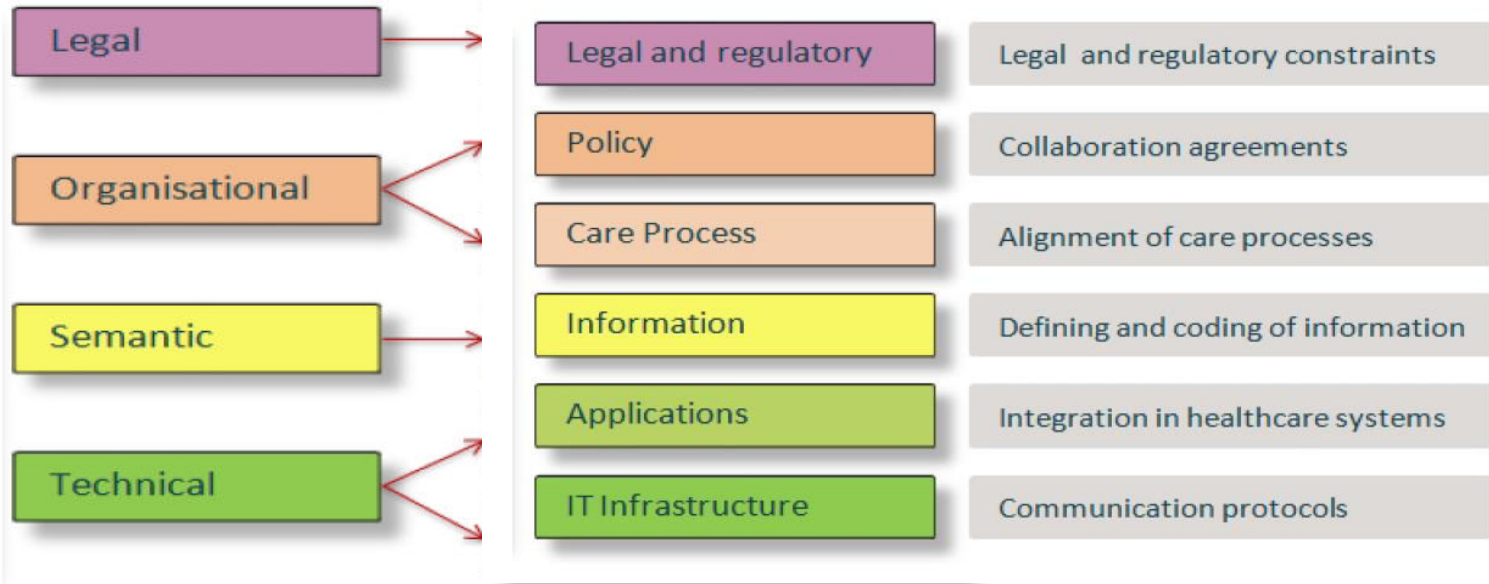 Legal
Organisational
Semantic
Technical
Legal and regulatory
Policy
Care Process
Information
Applications
IT Infrastructure
Legal and regulatory constraints
Collaboration agreements
Alignment of care processes
Defining and coding of information
Integration in healthcare systems
Communication protocols